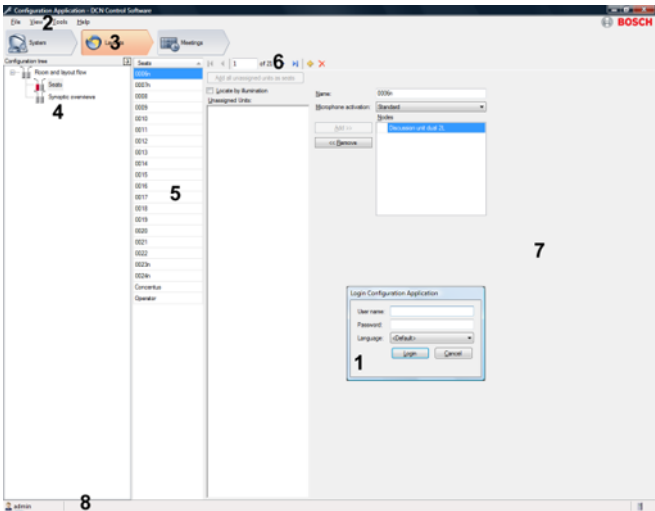 Configuration Application - DCN Control Software
File View Tools Help
2
BOSCH
System
3
Meetings
Configuration tree
Room and layout flow
Seats
Synoptic overviews
4
Seats
0006n
0007n
0008
0009
0010
0011
0012
0013
0014
0015
0016
0017
0018
0019
0020
0021
0022
0023n
0024n
Concentus
Operator
5
1 of 21
6
Add all unassigned units as seats
Locate by illumination
Unassigned Units:
Name: 0006n
Microphone activation: Standard
Nodes
Add >>
<< Remove
Discussion unit dual 2L
7
Login Configuration Application
User name:
Password:
Language: <Default>
Login Cancel
1
admin
8